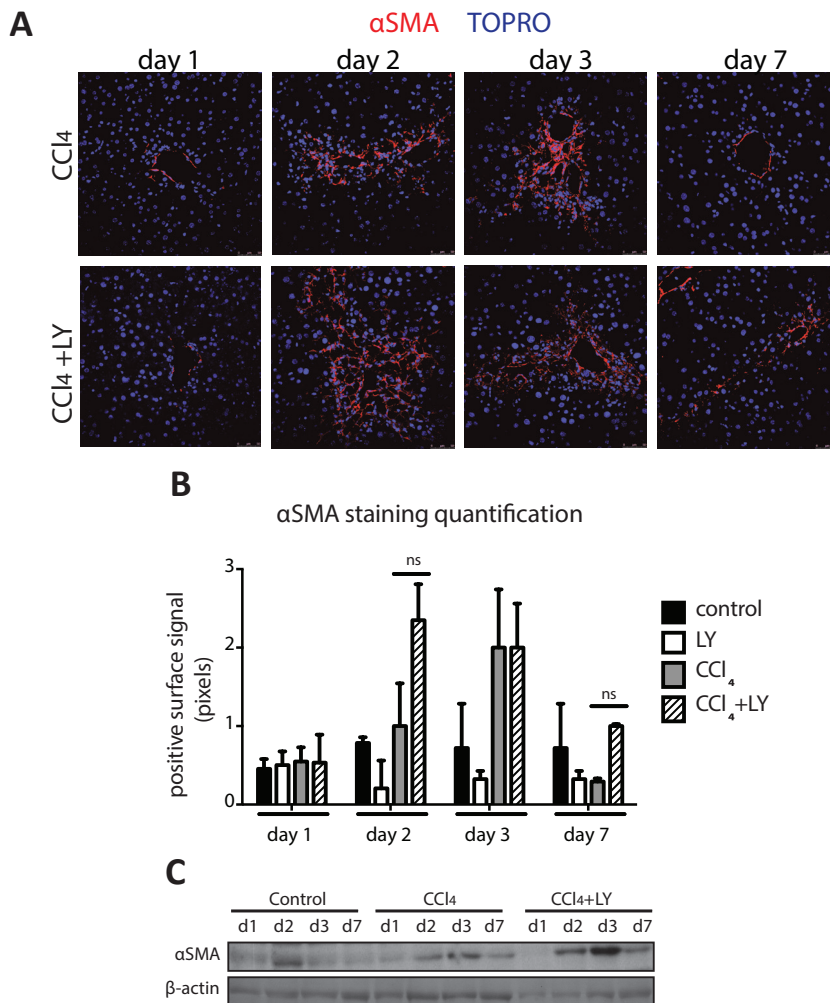 A
αSMA TOPRO
day 1 day 2 day 3 day 7
CCl4
CCl4 +LY
B
αSMA staining quantification
positive surface signal
(pixels)
3
2
1
0
ns
ns
day 1 day 2 day 3 day 7
control
LY
CCl4
CCl4+LY
C
Control CCl4 CCl4+LY
d1 d2 d3 d7 d1 d2 d3 d7 d1 d2 d3 d7
αSMA
β-actin